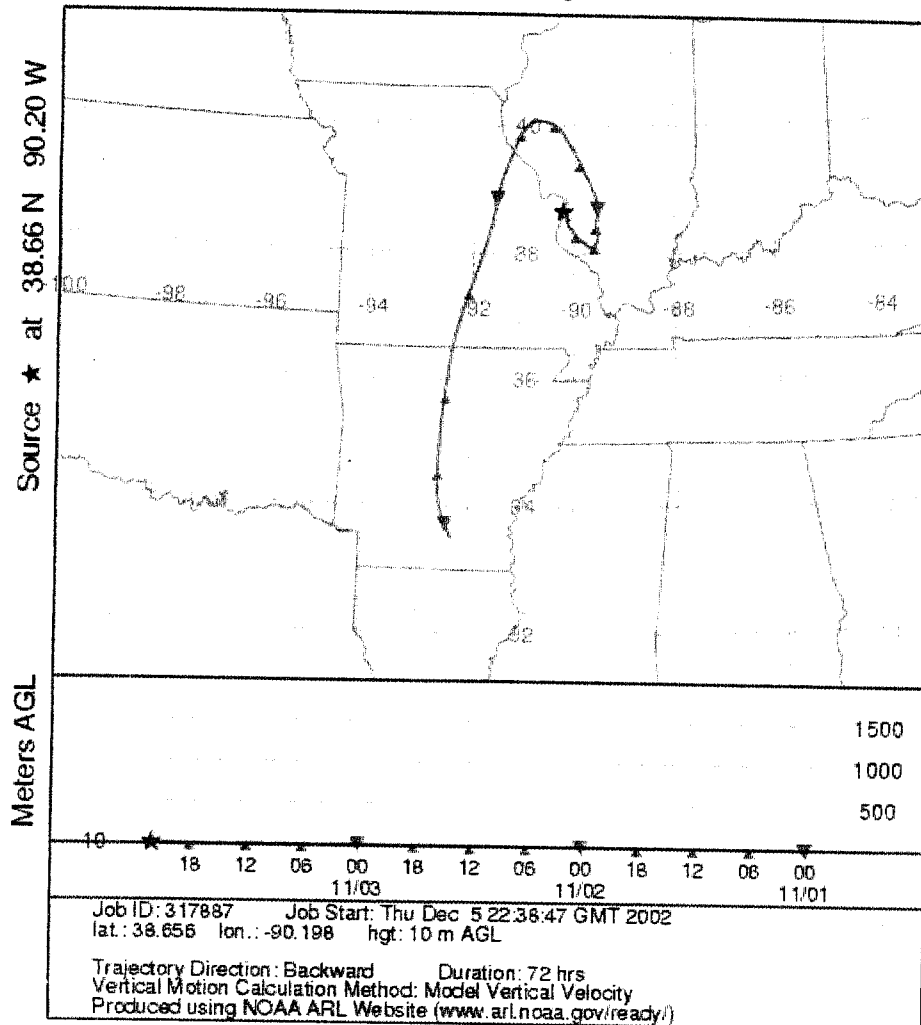 Source ★ at 38.66 N 90.20 W
40
38
-100 -98 -96 -94 -92 -90 -88 -86 -84
36
34
32
Meters AGL
1500
1000
500
10
18 12 06 00 18 12 06 00 18 12 06 00
11/03 11/02 11/01
Job ID: 317887 Job Start: Thu Dec 5 22:38:47 GMT 2002
lat.: 38.656 lon.: -90.198 hgt: 10 m AGL
Trajectory Direction: Backward Duration: 72 hrs
Vertical Motion Calculation Method: Model Vertical Velocity
Produced using NOAA ARL Website (www.arl.noaa.gov/ready/)